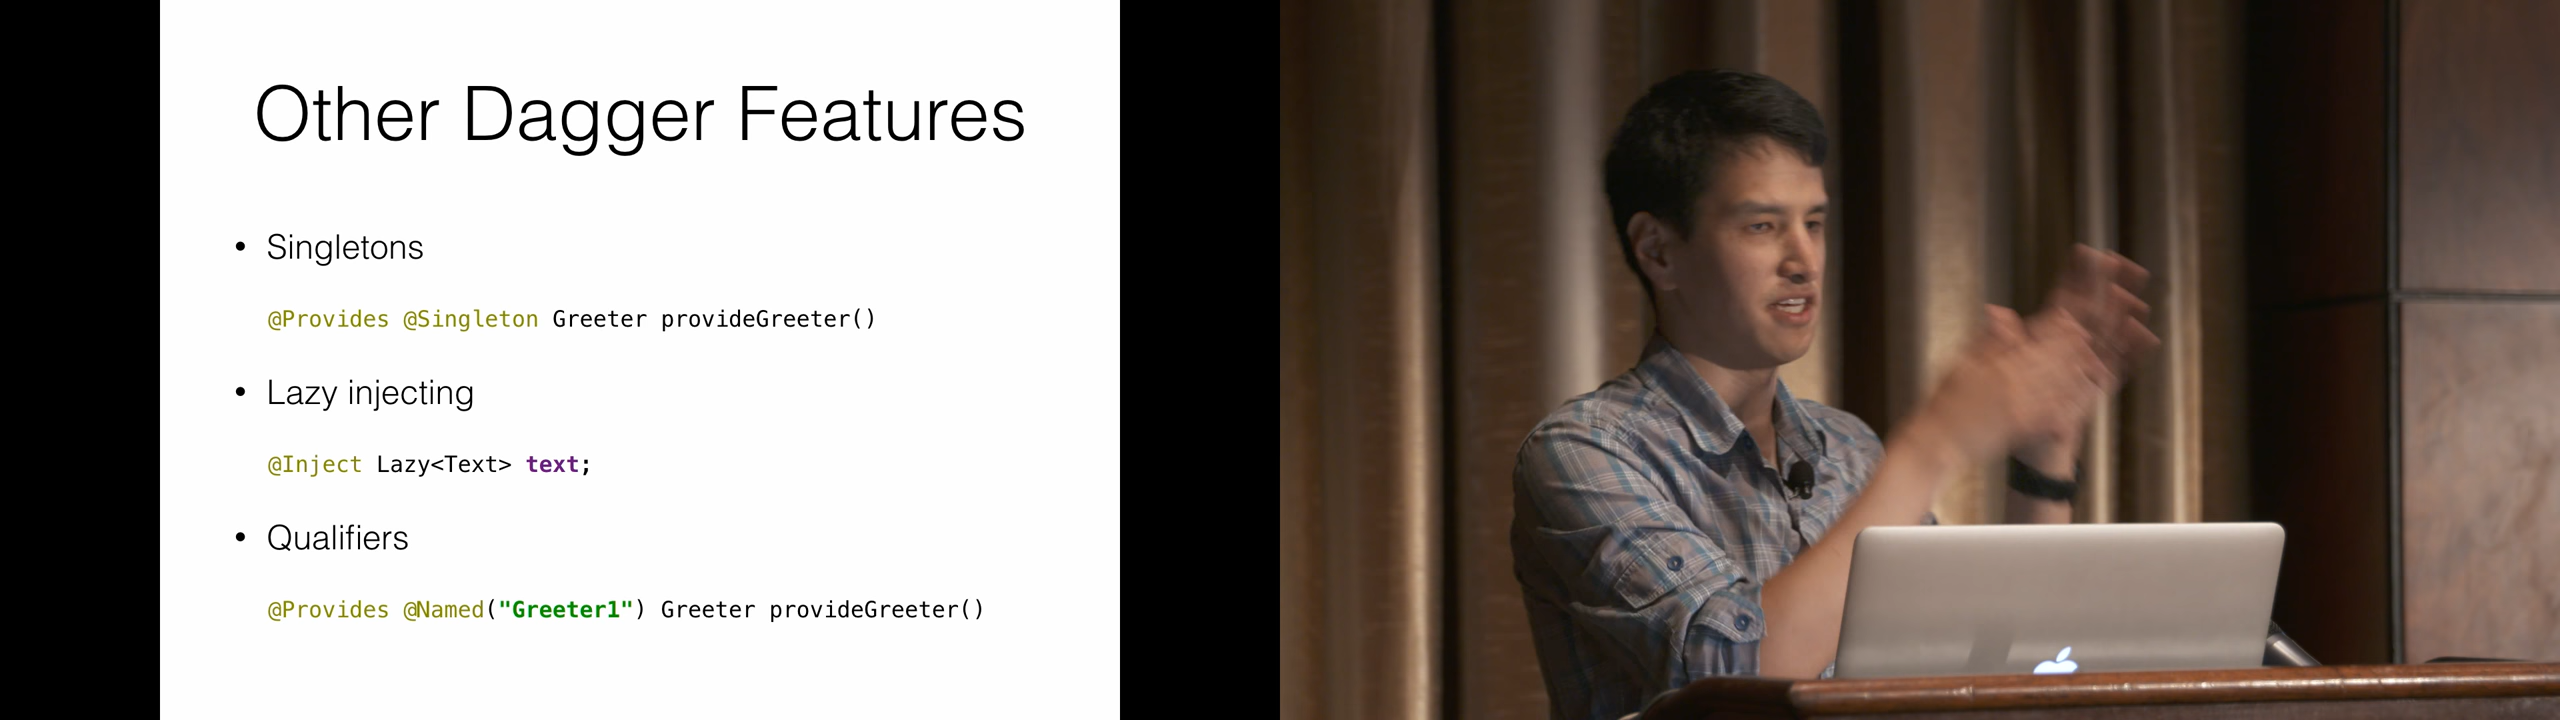 Other Dagger Features
• Singletons
@Provides @Singleton Greeter provideGreeter()
• Lazy injecting
@Inject Lazy<Text> text;
• Qualifiers
@Provides @Named("Greeter1") Greeter provideGreeter()